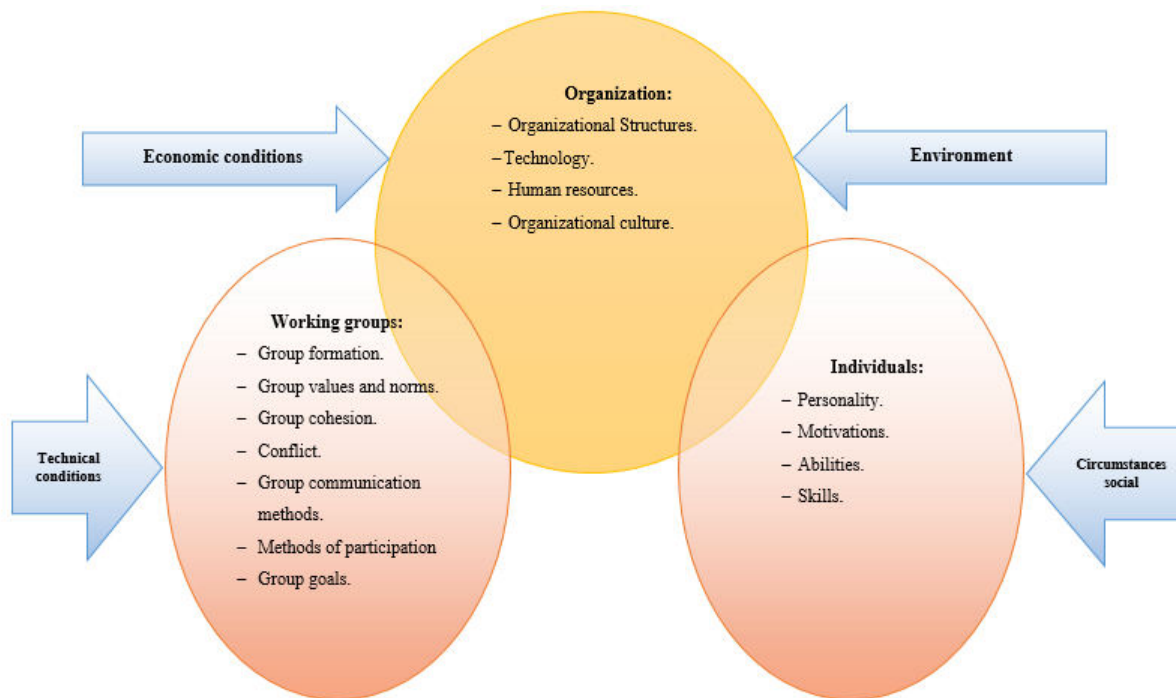 Organization:
– Organizational Structures.
–Technology.
– Human resources.
– Organizational culture.
Economic conditions
Environment
Working groups:
– Group formation.
– Group values and norms.
– Group cohesion.
– Conflict.
– Group communication
methods.
– Methods of participation
– Group goals.
Individuals:
– Personality.
– Motivations.
– Abilities.
– Skills.
Technical
conditions
Circumstances
social